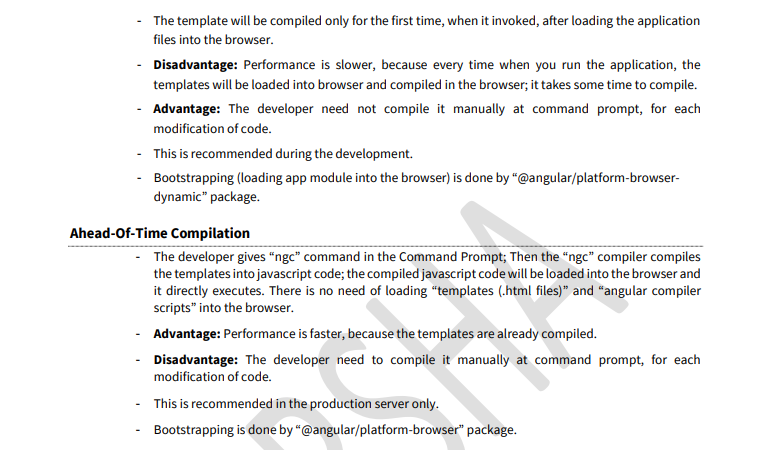 - The template will be compiled only for the first time, when it invoked, after loading the application
files into the browser.
- Disadvantage: Performance is slower, because every time when you run the application, the
templates will be loaded into browser and compiled in the browser; it takes some time to compile.
- Advantage: The developer need not compile it manually at command prompt, for each
modification of code.
- This is recommended during the development.
- Bootstrapping (loading app module into the browser) is done by “@angular/platform-browser-
dynamic” package.
Ahead-Of-Time Compilation
- The developer gives “ngc” command in the Command Prompt; Then the “ngc” compiler compiles
the templates into javascript code; the compiled javascript code will be loaded into the browser and
it directly executes. There is no need of loading “templates (.html files)” and “angular compiler
scripts” into the browser.
- Advantage: Performance is faster, because the templates are already compiled.
- Disadvantage: The developer need to compile it manually at command prompt, for each
modification of code.
- This is recommended in the production server only.
- Bootstrapping is done by “@angular/platform-browser” package.